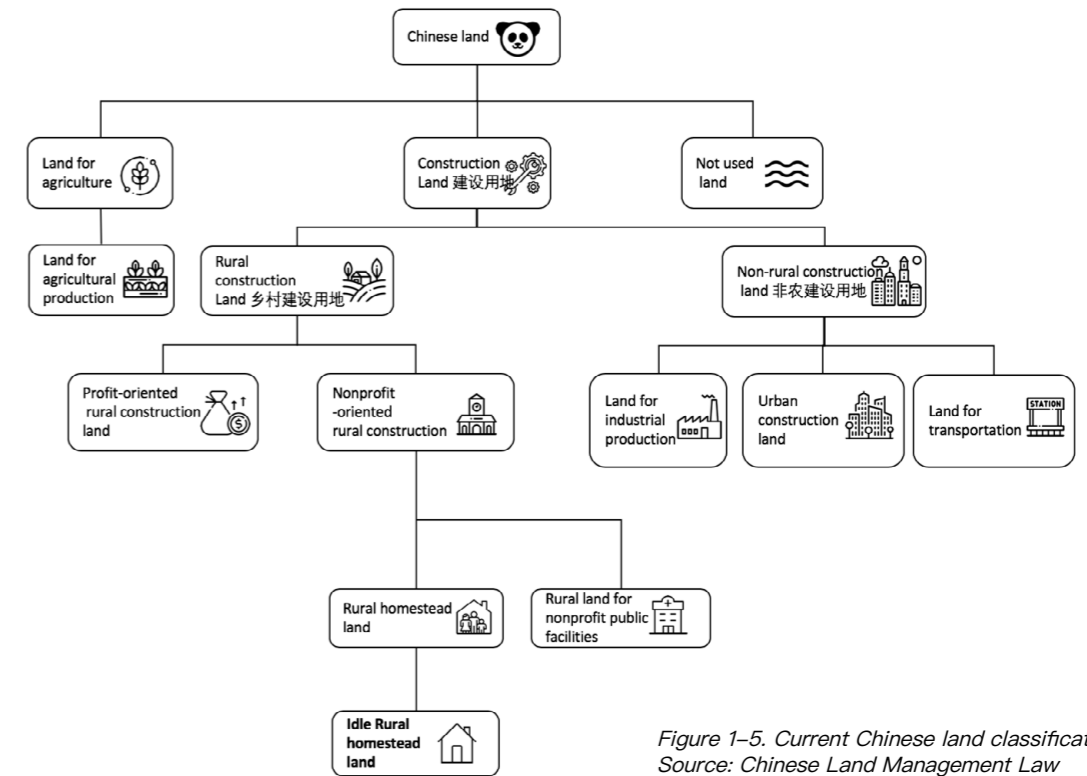 Chinese land
Land for
agriculture
Construction
Land 建设用地
Not used
land
Land for
agricultural
production
Rural
construction
Land 乡村建设用地
Non-rural construction
land 非农建设用地
Profit-oriented
rural construction
land
Nonprofit
-oriented
rural construction
Land for
industrial
production
Urban
construction
land
STATION
Land for
transportation
Rural homestead
land
Rural land for
nonprofit public
facilities
Idle Rural
homestead
land
Figure 1–5. Current Chinese land classificat
Source: Chinese Land Management Law